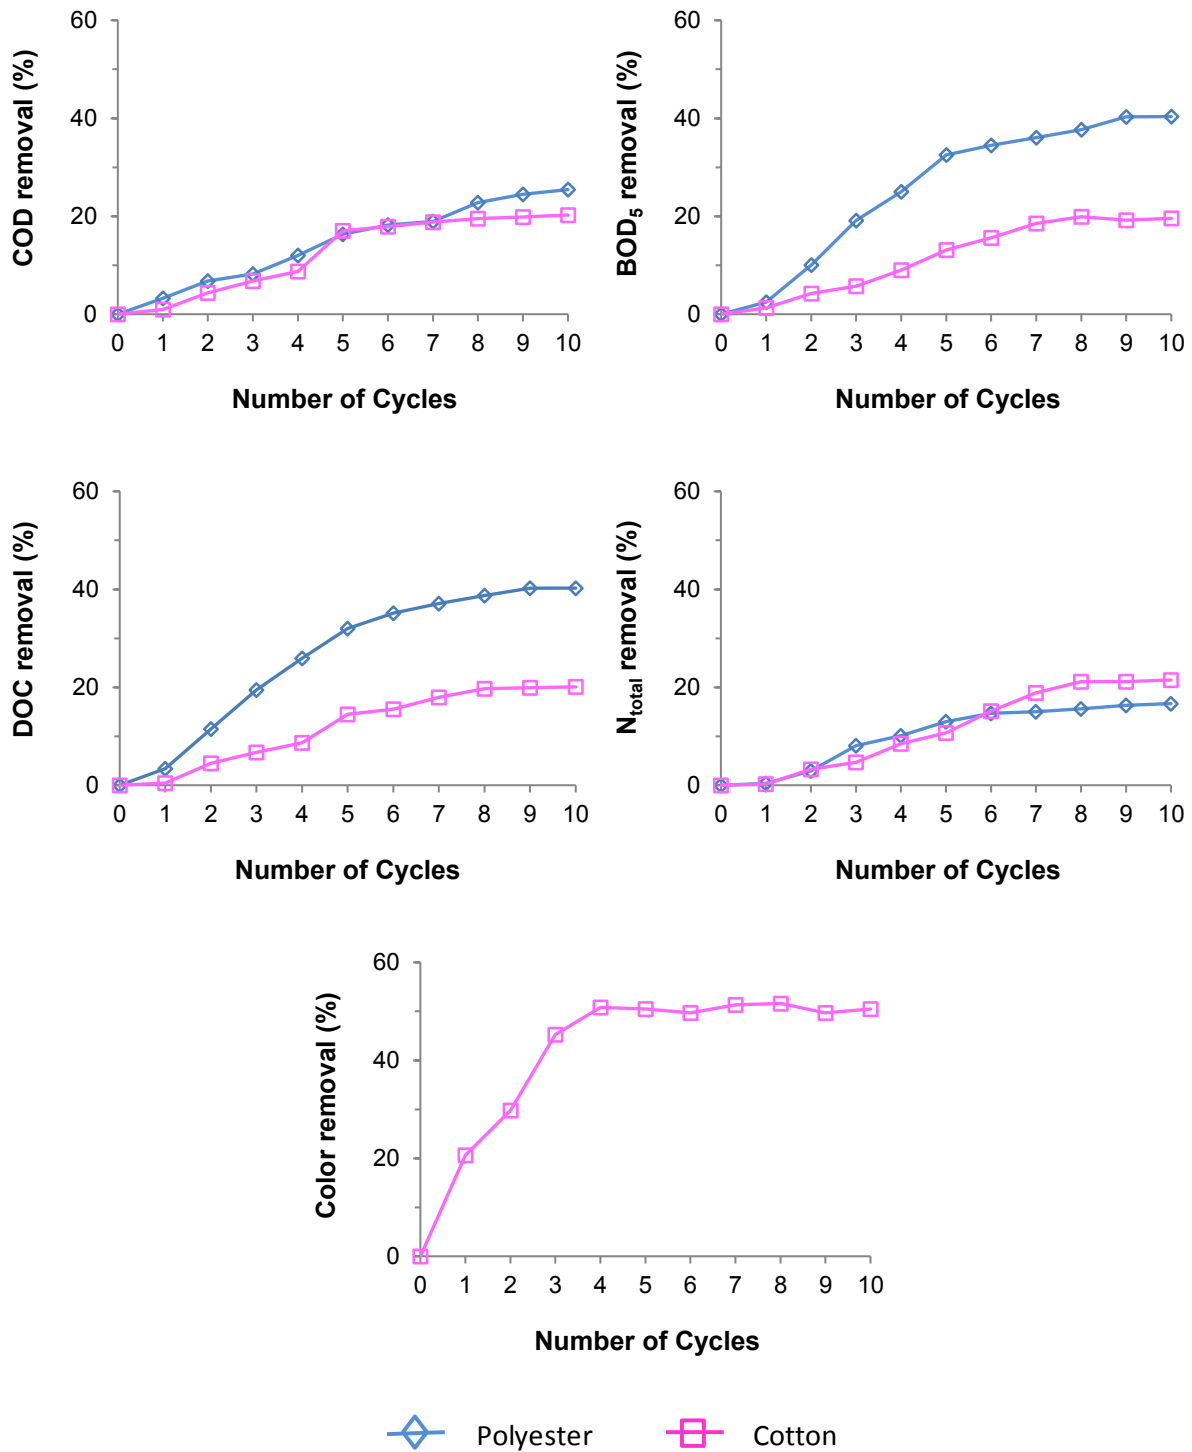 COD removal (%)
60
40
20
0
0 1 2 3 4 5 6 7 8 9 10
Number of Cycles
BOD5 removal (%)
60
40
20
0
0 1 2 3 4 5 6 7 8 9 10
Number of Cycles
DOC removal (%)
60
40
20
0
0 1 2 3 4 5 6 7 8 9 10
Number of Cycles
Ntotal removal (%)
60
40
20
0
0 1 2 3 4 5 6 7 8 9 10
Number of Cycles
Color removal (%)
60
40
20
0
0 1 2 3 4 5 6 7 8 9 10
Number of Cycles
Polyester Cotton